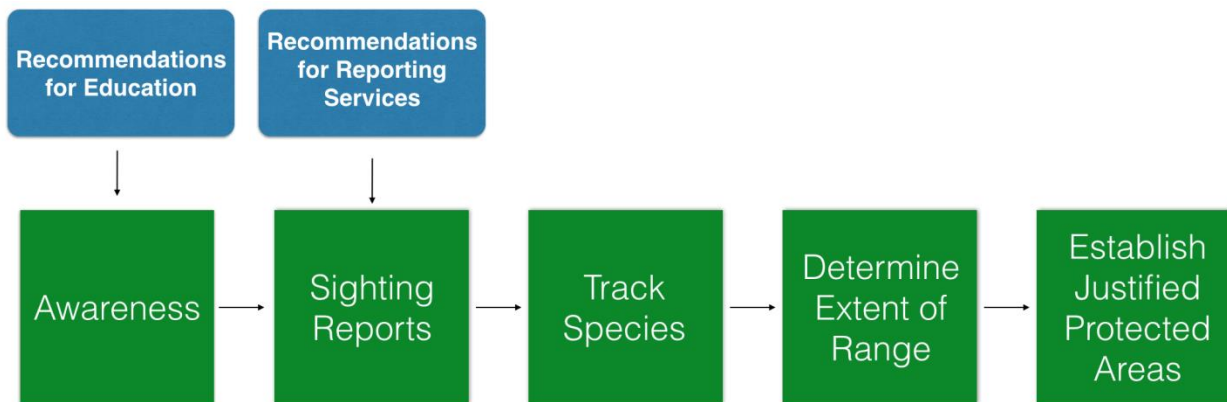 Recommendations
for Education
Recommendations
for Reporting
Services
Awareness
Sighting
Reports
Track
Species
Determine
Extent of
Range
Establish
Justified
Protected
Areas